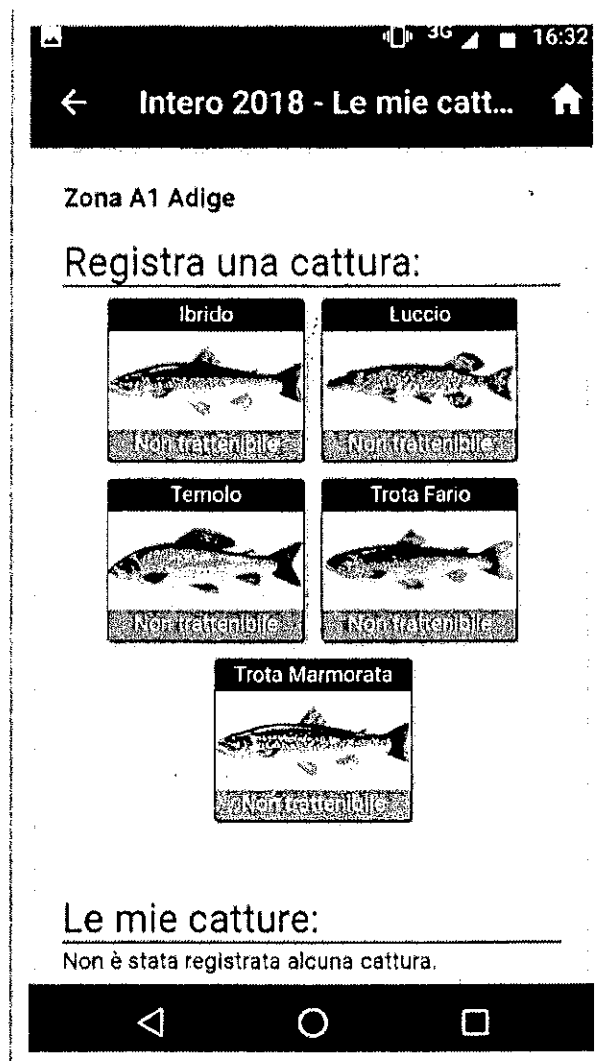 3G 16:32
Intero 2018 - Le mie catt...
Zona A1 Adige
Registra una cattura:
Ibrido Luccio
Non trattenibile Non trattenibile
Temolo Trota Fario
Non trattenibile Non trattenibile
Trota Marmorata
Non trattenibile
Le mie catture:
Non è stata registrata alcuna cattura.